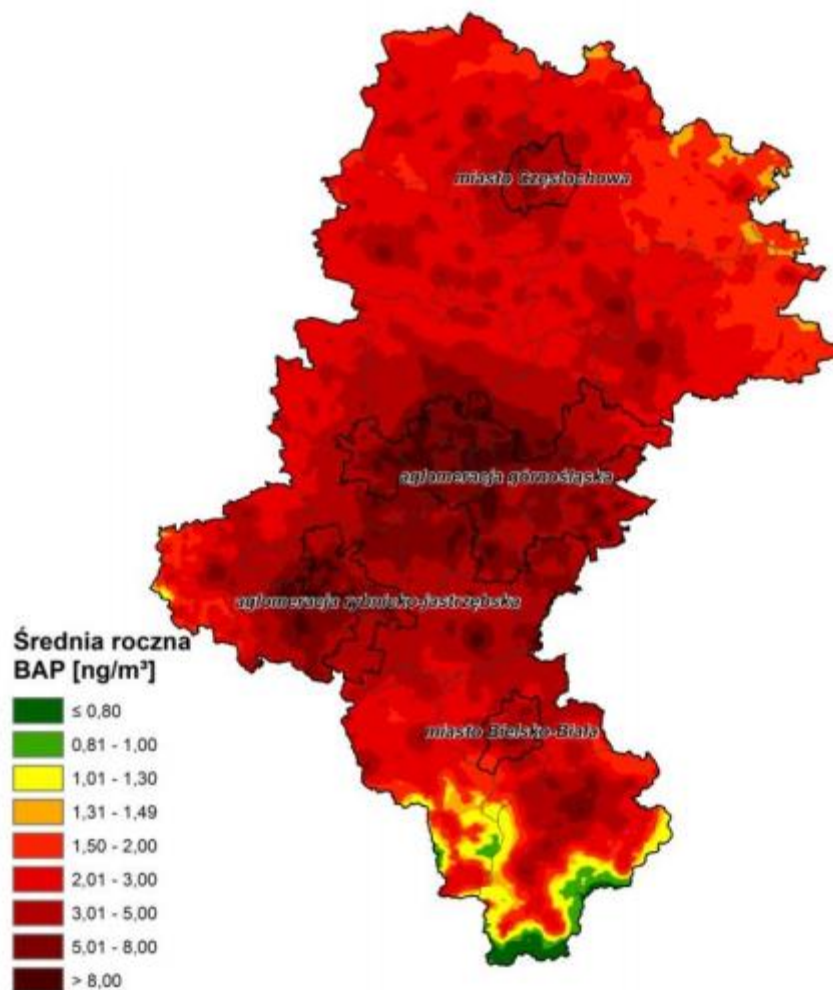 miasto Częstochowa
aglomeracja górnośląska
aglomeracja rybnicko-jastrzębska
miasto Bielsko-Biała
Średnia roczna
BAP [ng/m³]
≤ 0,80
0,81 - 1,00
1,01 - 1,30
1,31 - 1,49
1,50 - 2,00
2,01 - 3,00
3,01 - 5,00
5,01 - 8,00
> 8,00